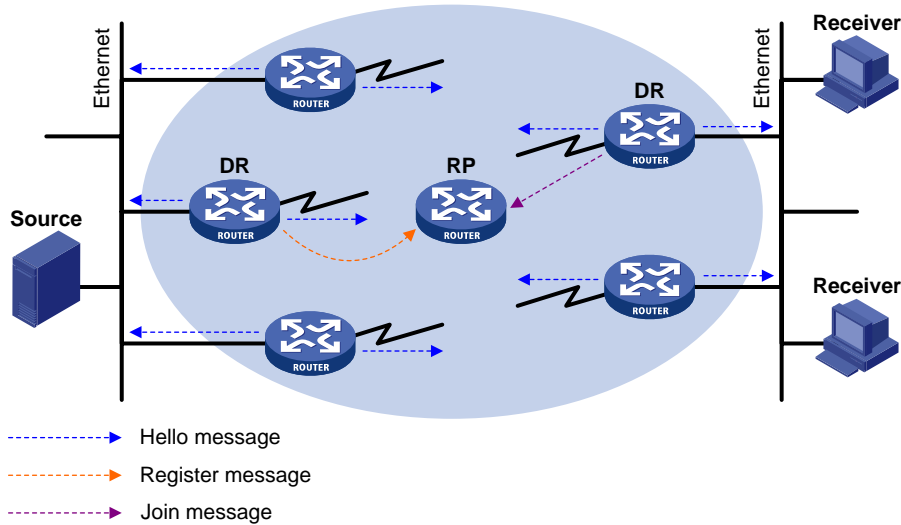 Ethernet
ROUTER
DR
ROUTER
Source
ROUTER
RP
ROUTER
DR
ROUTER
ROUTER
Ethernet
Receiver
Receiver
Hello message
Register message
Join message